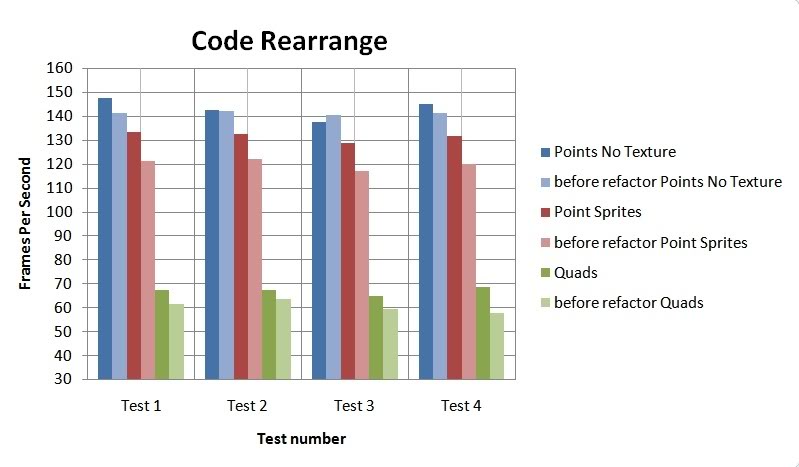 Code Rearrange
160
150
140
130
120
110
100
90
80
70
60
50
40
30
Frames Per Second
Test 1
Test 2
Test 3
Test 4
Test number
Points No Texture
before refactor Points No Texture
Point Sprites
before refactor Point Sprites
Quads
before refactor Quads